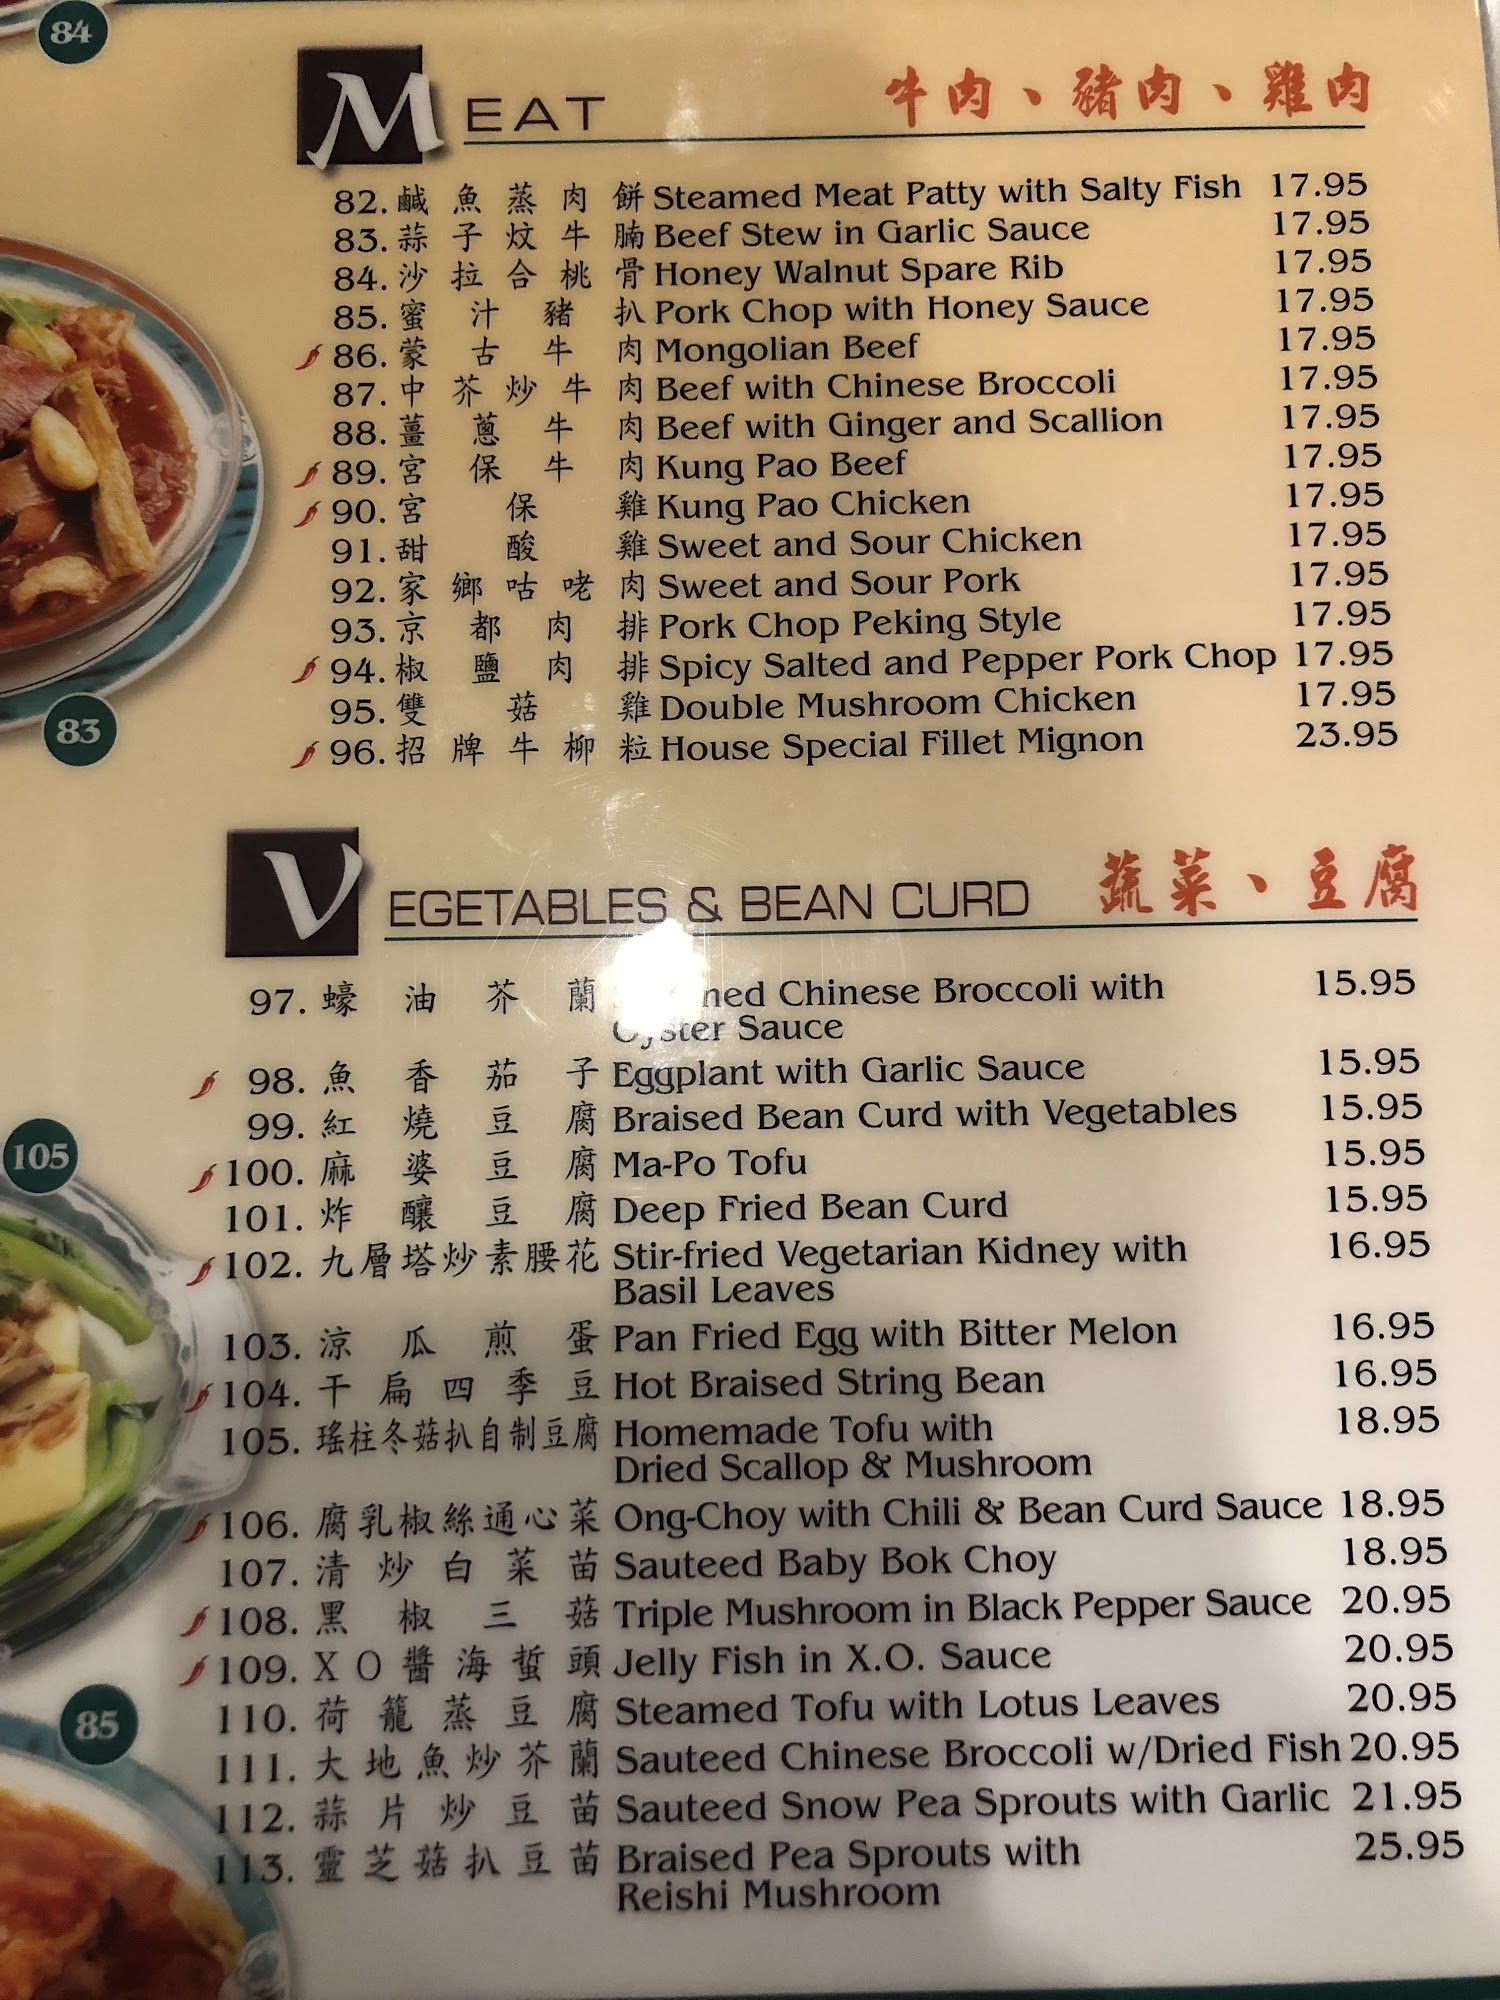 84
MEAT 牛肉、豬肉、雞肉
82. 鹹魚蒸肉餅 Steamed Meat Patty with Salty Fish 17.95
83. 蒜子炆牛腩 Beef Stew in Garlic Sauce 17.95
84. 沙拉合桃骨 Honey Walnut Spare Rib 17.95
85. 蜜汁豬扒 Pork Chop with Honey Sauce 17.95
86. 蒙古牛肉 Mongolian Beef 17.95
87. 中芥炒牛肉 Beef with Chinese Broccoli 17.95
88. 薑蔥牛肉 Beef with Ginger and Scallion 17.95
89. 宮保牛肉 Kung Pao Beef 17.95
90. 宮保雞 Kung Pao Chicken 17.95
91. 甜酸雞 Sweet and Sour Chicken 17.95
92. 家鄉咕咾肉 Sweet and Sour Pork 17.95
93. 京都肉排 Pork Chop Peking Style 17.95
94. 椒鹽肉排 Spicy Salted and Pepper Pork Chop 17.95
95. 雙菇雞 Double Mushroom Chicken 17.95
96. 招牌牛柳粒 House Special Fillet Mignon 23.95
83
VEGETABLES & BEAN CURD 蔬菜、豆腐
97. 蠔油芥蘭 Chinese Broccoli with 15.95
Oyster Sauce
98. 魚香茄子 Eggplant with Garlic Sauce 15.95
99. 紅燒豆腐 Braised Bean Curd with Vegetables 15.95
100. 麻婆豆腐 Ma-Po Tofu 15.95
101. 炸釀豆腐 Deep Fried Bean Curd 15.95
102. 九層塔炒素腰花 Stir-fried Vegetarian Kidney with 16.95
Basil Leaves
103. 涼瓜煎蛋 Pan Fried Egg with Bitter Melon 16.95
104. 干扁四季豆 Hot Braised String Bean 16.95
105. 瑤柱冬菇扒自制豆腐 Homemade Tofu with 18.95
Dried Scallop & Mushroom
106. 腐乳椒絲通心菜 Ong-Choy with Chili & Bean Curd Sauce 18.95
107. 清炒白菜苗 Sauteed Baby Bok Choy 18.95
108. 黑椒三菇 Triple Mushroom in Black Pepper Sauce 20.95
109. XO醬海蜇頭 Jelly Fish in X.O. Sauce 20.95
110. 荷籠蒸豆腐 Steamed Tofu with Lotus Leaves 20.95
111. 大地魚炒芥蘭 Sauteed Chinese Broccoli w/Dried Fish 20.95
112. 蒜片炒豆苗 Sauteed Snow Pea Sprouts with Garlic 21.95
113. 靈芝菇扒豆苗 Braised Pea Sprouts with 25.95
Reishi Mushroom
105
85